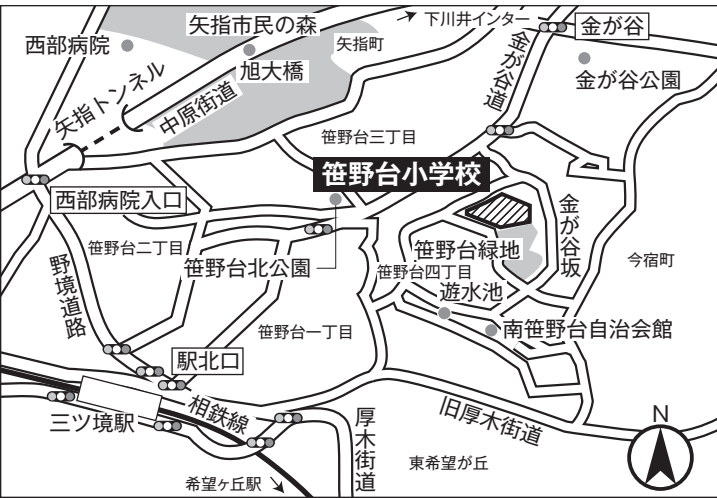 矢指市民の森
下川井インター
金が谷
西部病院
矢指町
旭大橋
金が谷道
金が谷公園
矢指トンネル
中原街道
笹野台三丁目
笹野台小学校
西部病院入口
金が谷坂
笹野台二丁目
笹野台緑地
今宿町
笹野台北公園
笹野台四丁目
野境道路
遊水池
笹野台一丁目
南笹野台自治会館
駅北口
相鉄線
三ツ境駅
厚木街道
旧厚木街道
N
東希望が丘
希望ヶ丘駅